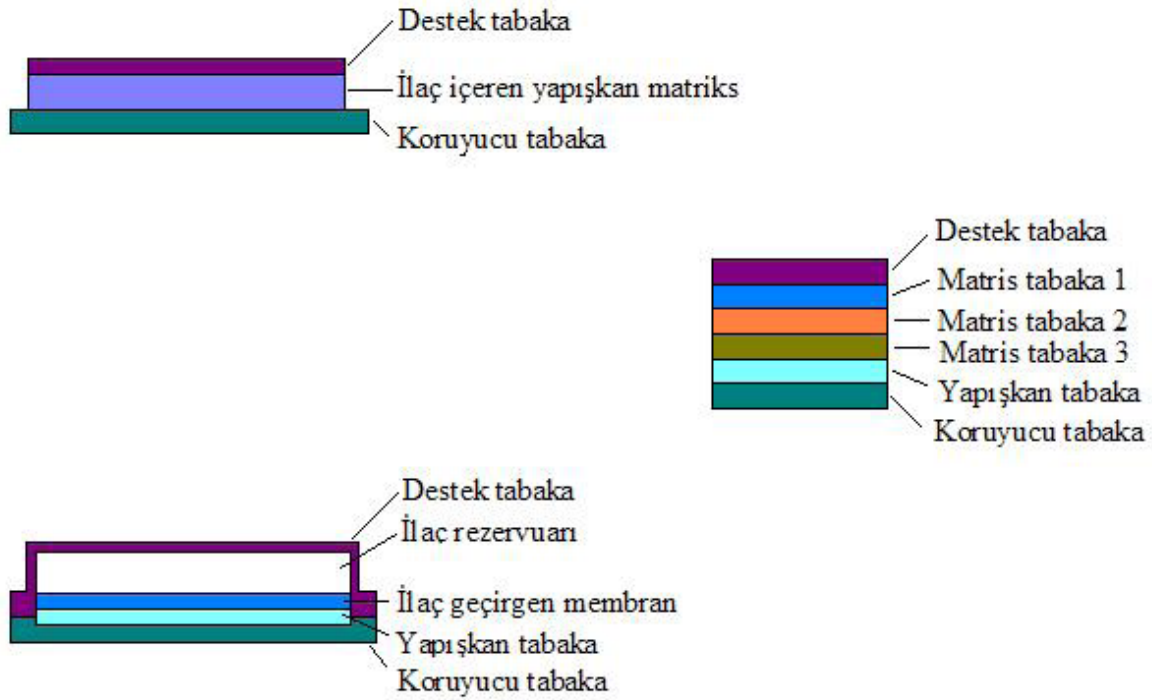 Destek tabaka
İlaç içeren yapışkan matriks
Koruyucu tabaka
Destek tabaka
Matris tabaka 1
Matris tabaka 2
Matris tabaka 3
Yapışkan tabaka
Koruyucu tabaka
Destek tabaka
İlaç rezervuarı
İlaç geçirgen membran
Yapışkan tabaka
Koruyucu tabaka